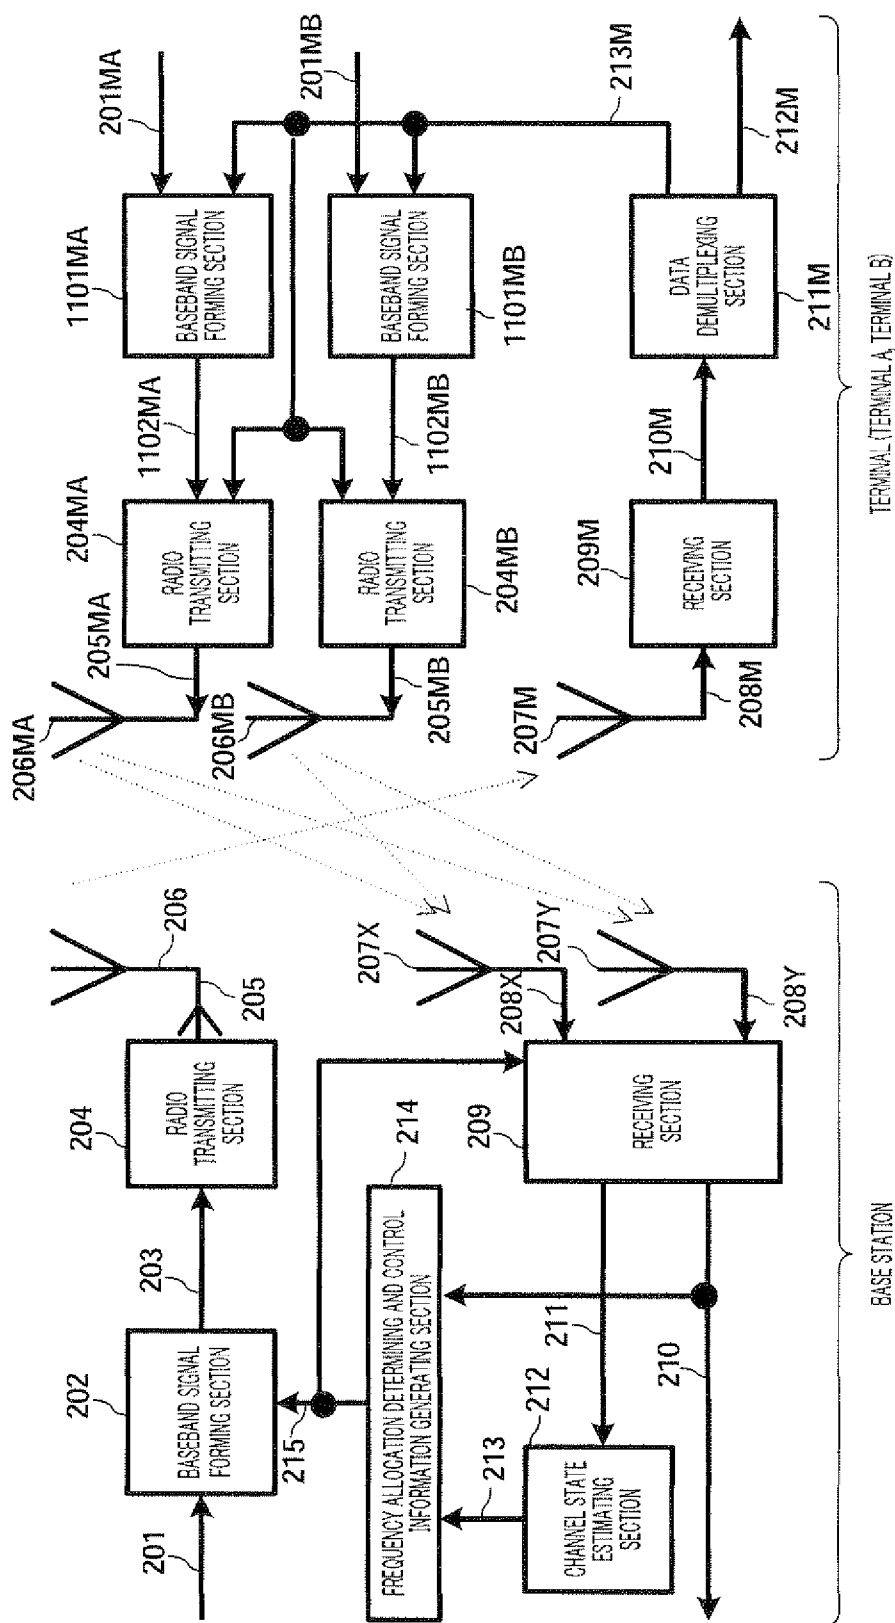 201
202
BASEBAND SIGNAL
FORMING SECTION
203
204
RADIO
TRANSMITTING
SECTION
205
206
215
FREQUENCY ALLOCATION DETERMINING AND CONTROL
INFORMATION GENERATING SECTION
214
213
212
CHANNEL STATE
ESTIMATING
SECTION
211
210
209
RECEIVING
SECTION
207X
208X
207Y
208Y
BASE STATION
206MA
205MA
204MA
RADIO
TRANSMITTING
SECTION
1102MA
1101MA
BASEBAND SIGNAL
FORMING SECTION
201MA
206MB
205MB
RADIO
TRANSMITTING
SECTION
204MB
1102MB
BASEBAND SIGNAL
FORMING SECTION
1101MB
201MB
213M
207M
208M
209M
RECEIVING
SECTION
210M
DATA
DEMULTIPLEXING
SECTION
211M
212M
TERMINAL (TERMINAL A, TERMINAL B)